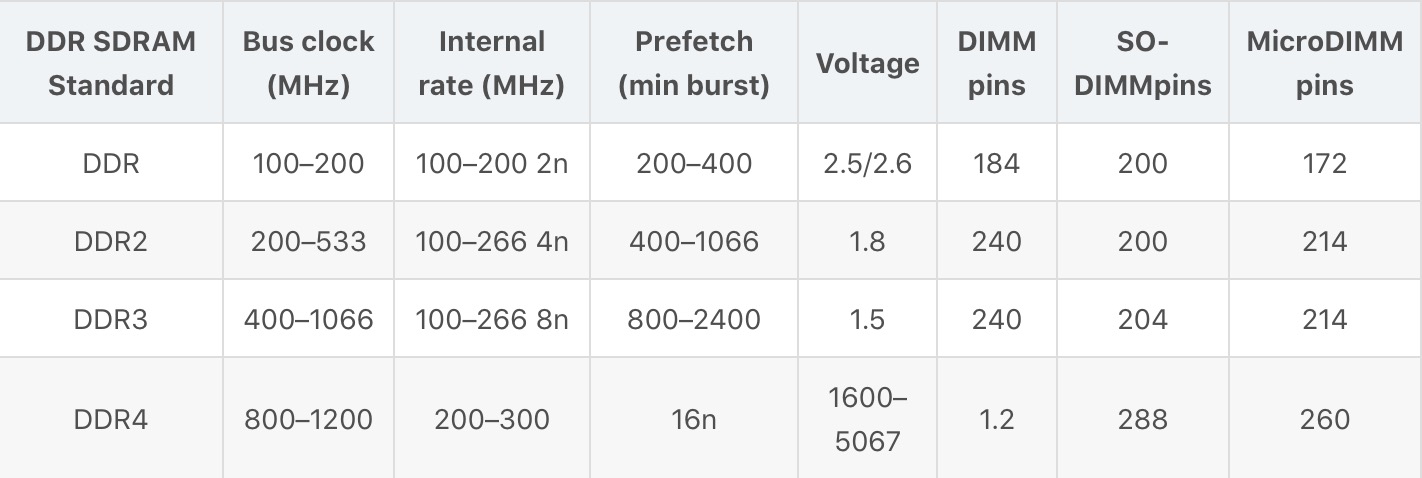 DDR SDRAM Standard | Bus clock (MHz) | Internal rate (MHz) | Prefetch (min burst) | Voltage | DIMM pins | SO-DIMMpins | MicroDIMM pins
DDR | 100–200 | 100–200 2n | 200–400 | 2.5/2.6 | 184 | 200 | 172
DDR2 | 200–533 | 100–266 4n | 400–1066 | 1.8 | 240 | 200 | 214
DDR3 | 400–1066 | 100–266 8n | 800–2400 | 1.5 | 240 | 204 | 214
DDR4 | 800–1200 | 200–300 | 16n | 1600–5067 | 1.2 | 288 | 260